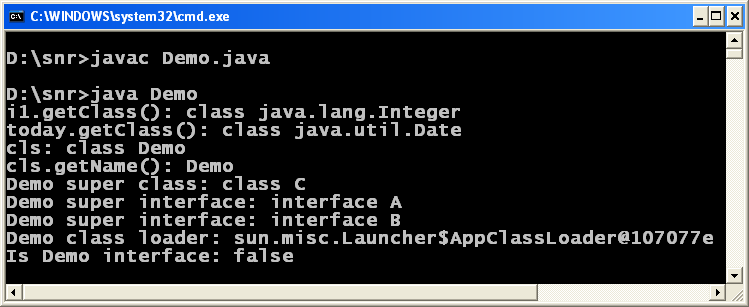 C:\WINDOWS\system32\cmd.exe
D:\snr>javac Demo.java
D:\snr>java Demo
i1.getClass(): class java.lang.Integer
today.getClass(): class java.util.Date
cls: class Demo
cls.getName(): Demo
Demo super class: class C
Demo super interface: interface A
Demo super interface: interface B
Demo class loader: sun.misc.Launcher$AppClassLoader@107077e
Is Demo interface: false